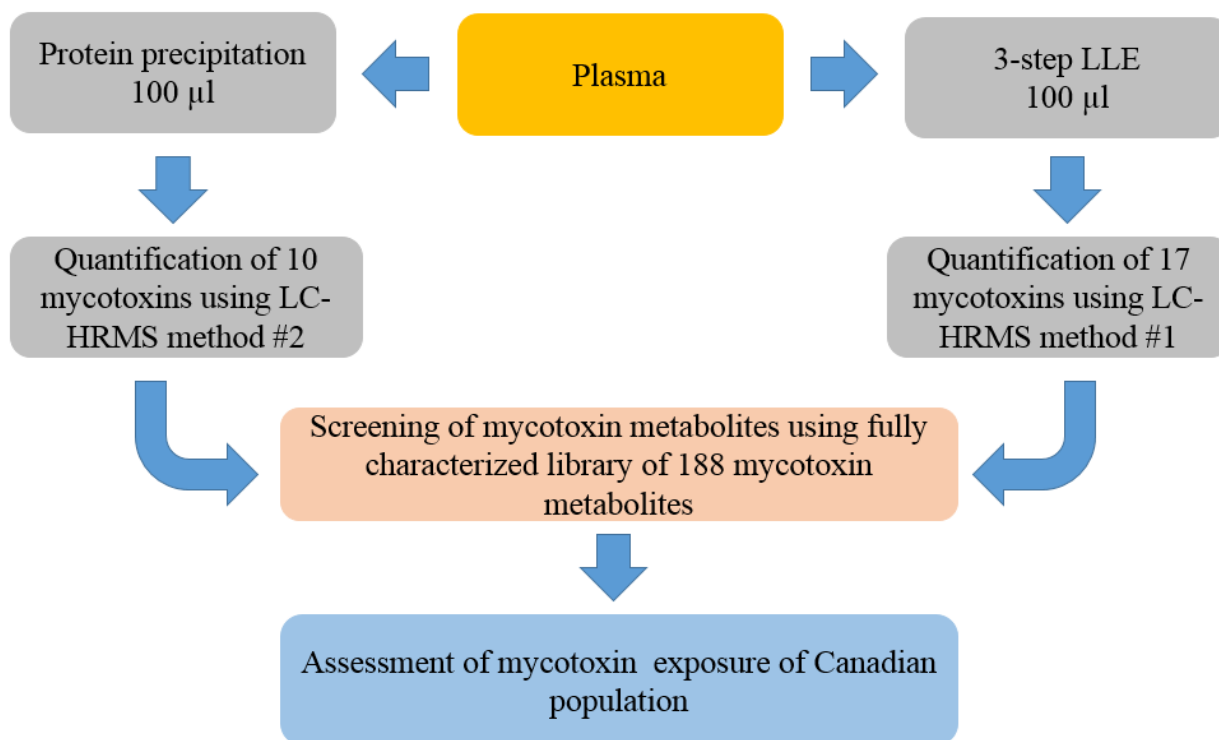 Protein precipitation
100 µl
Plasma
3-step LLE
100 µl
Quantification of 10
mycotoxins using LC-
HRMS method #2
Quantification of 17
mycotoxins using LC-
HRMS method #1
Screening of mycotoxin metabolites using fully
characterized library of 188 mycotoxin
metabolites
Assessment of mycotoxin exposure of Canadian
population